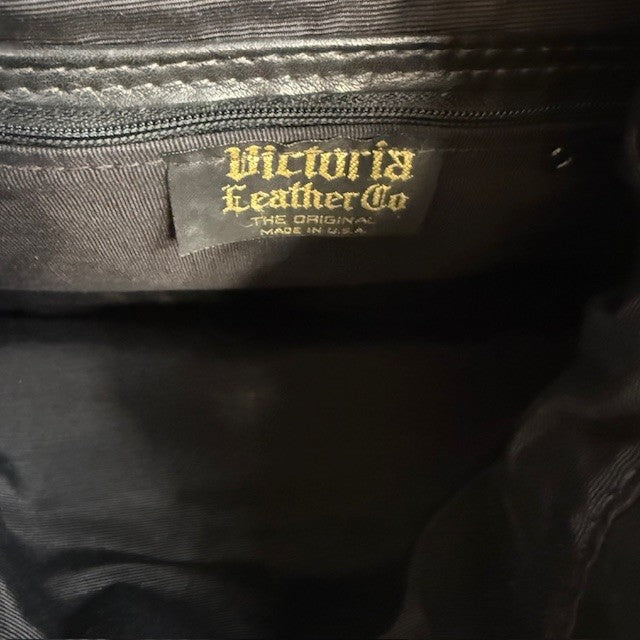 Victoria
Leather Co
THE ORIGINAL
MADE IN U.S.A.